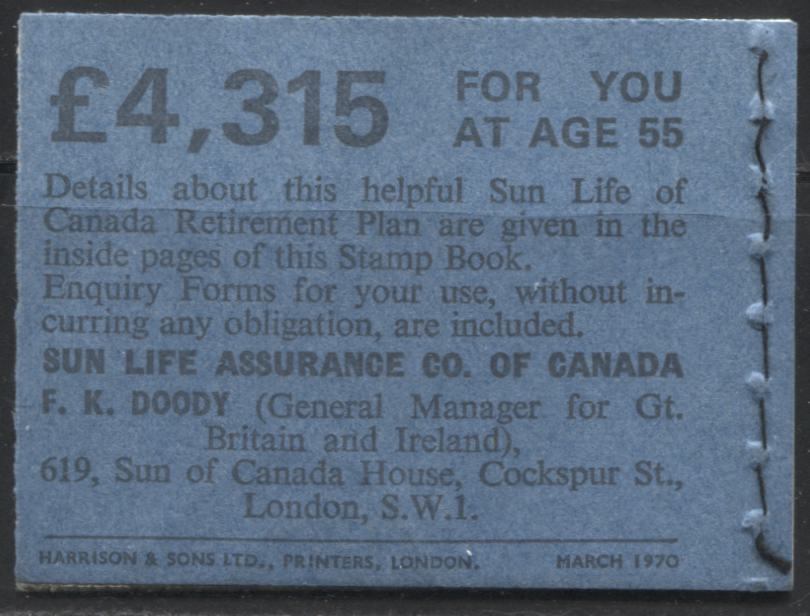 £4,315 FOR YOU
AT AGE 55
Details about this helpful Sun Life of
Canada Retirement Plan are given in the
inside pages of this Stamp Book.
Enquiry Forms for your use, without in-
curring any obligation, are included.
SUN LIFE ASSURANCE CO. OF CANADA
F. K. DOODY (General Manager for Gt.
Britain and Ireland),
619, Sun of Canada House, Cockspur St.,
London, S.W.1.
HARRISON & SONS LTD., PRINTERS, LONDON. MARCH 1970